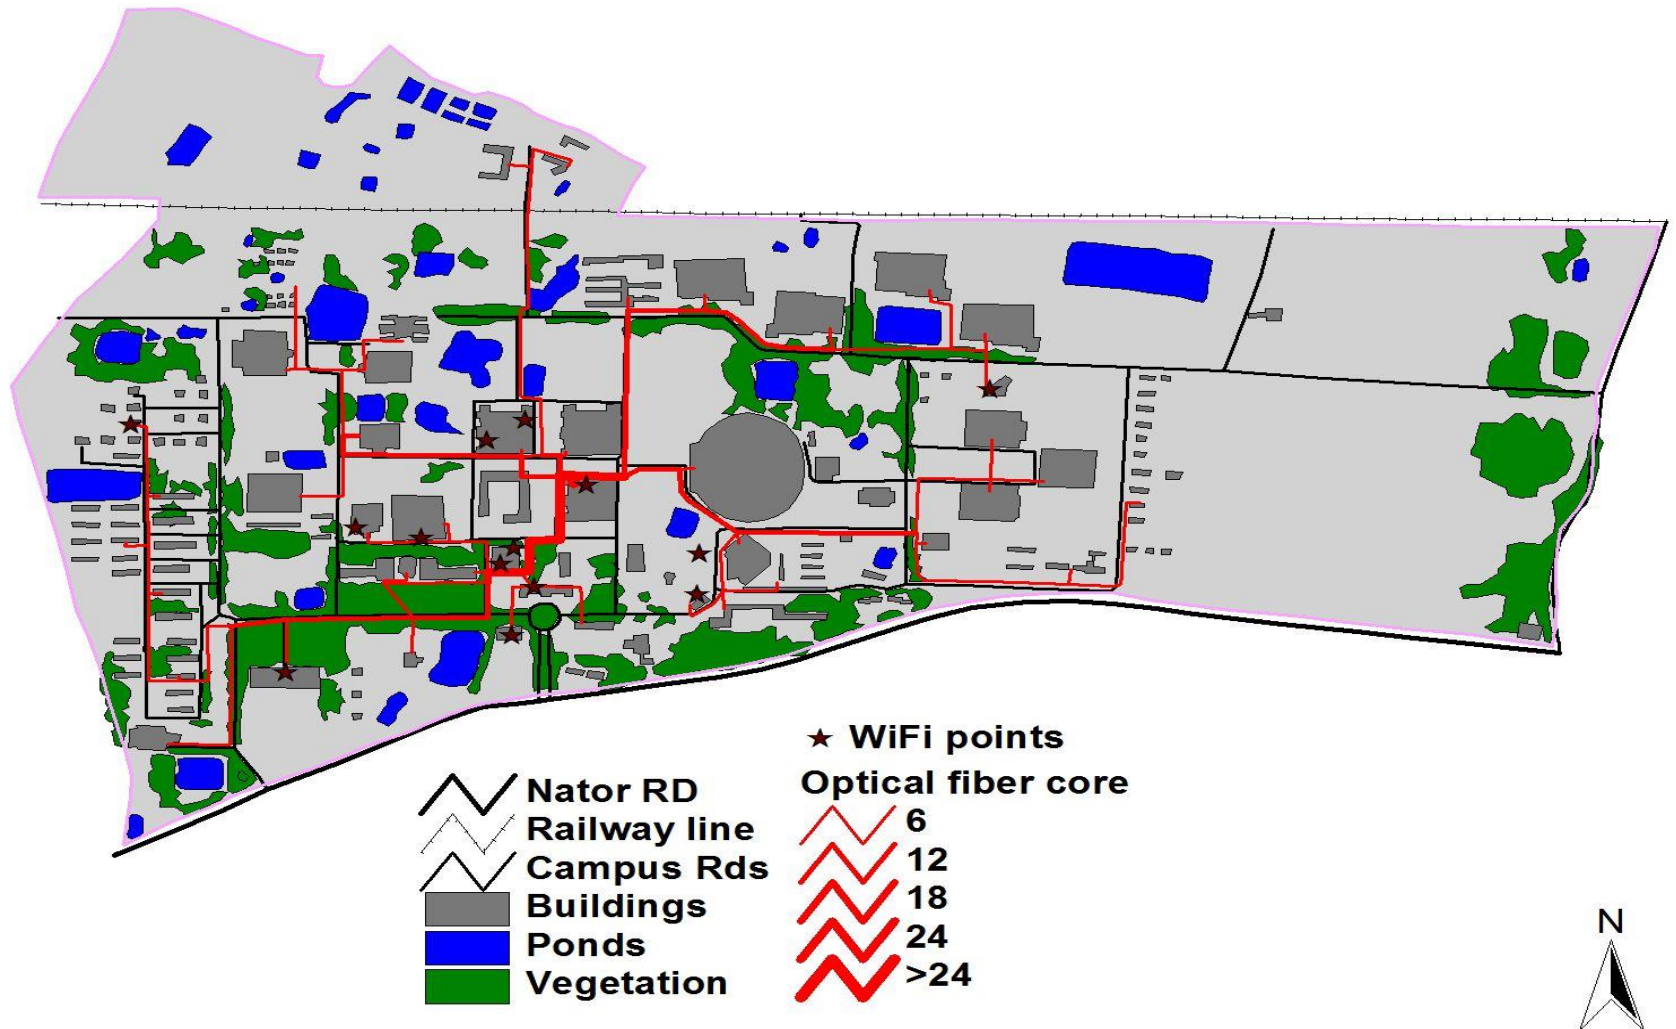 WiFi points
Optical fiber core
Nator RD
Railway line
Campus Rds
Buildings
Ponds
Vegetation
6
12
18
24
>24
N